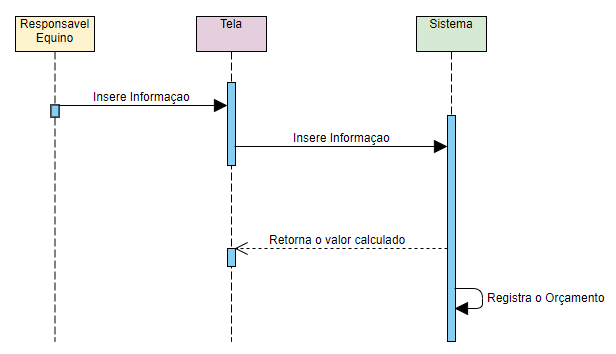 Responsavel
Equino
Tela
Sistema
Insere Informaçao
Insere Informaçao
Retorna o valor calculado
Registra o Orçamento